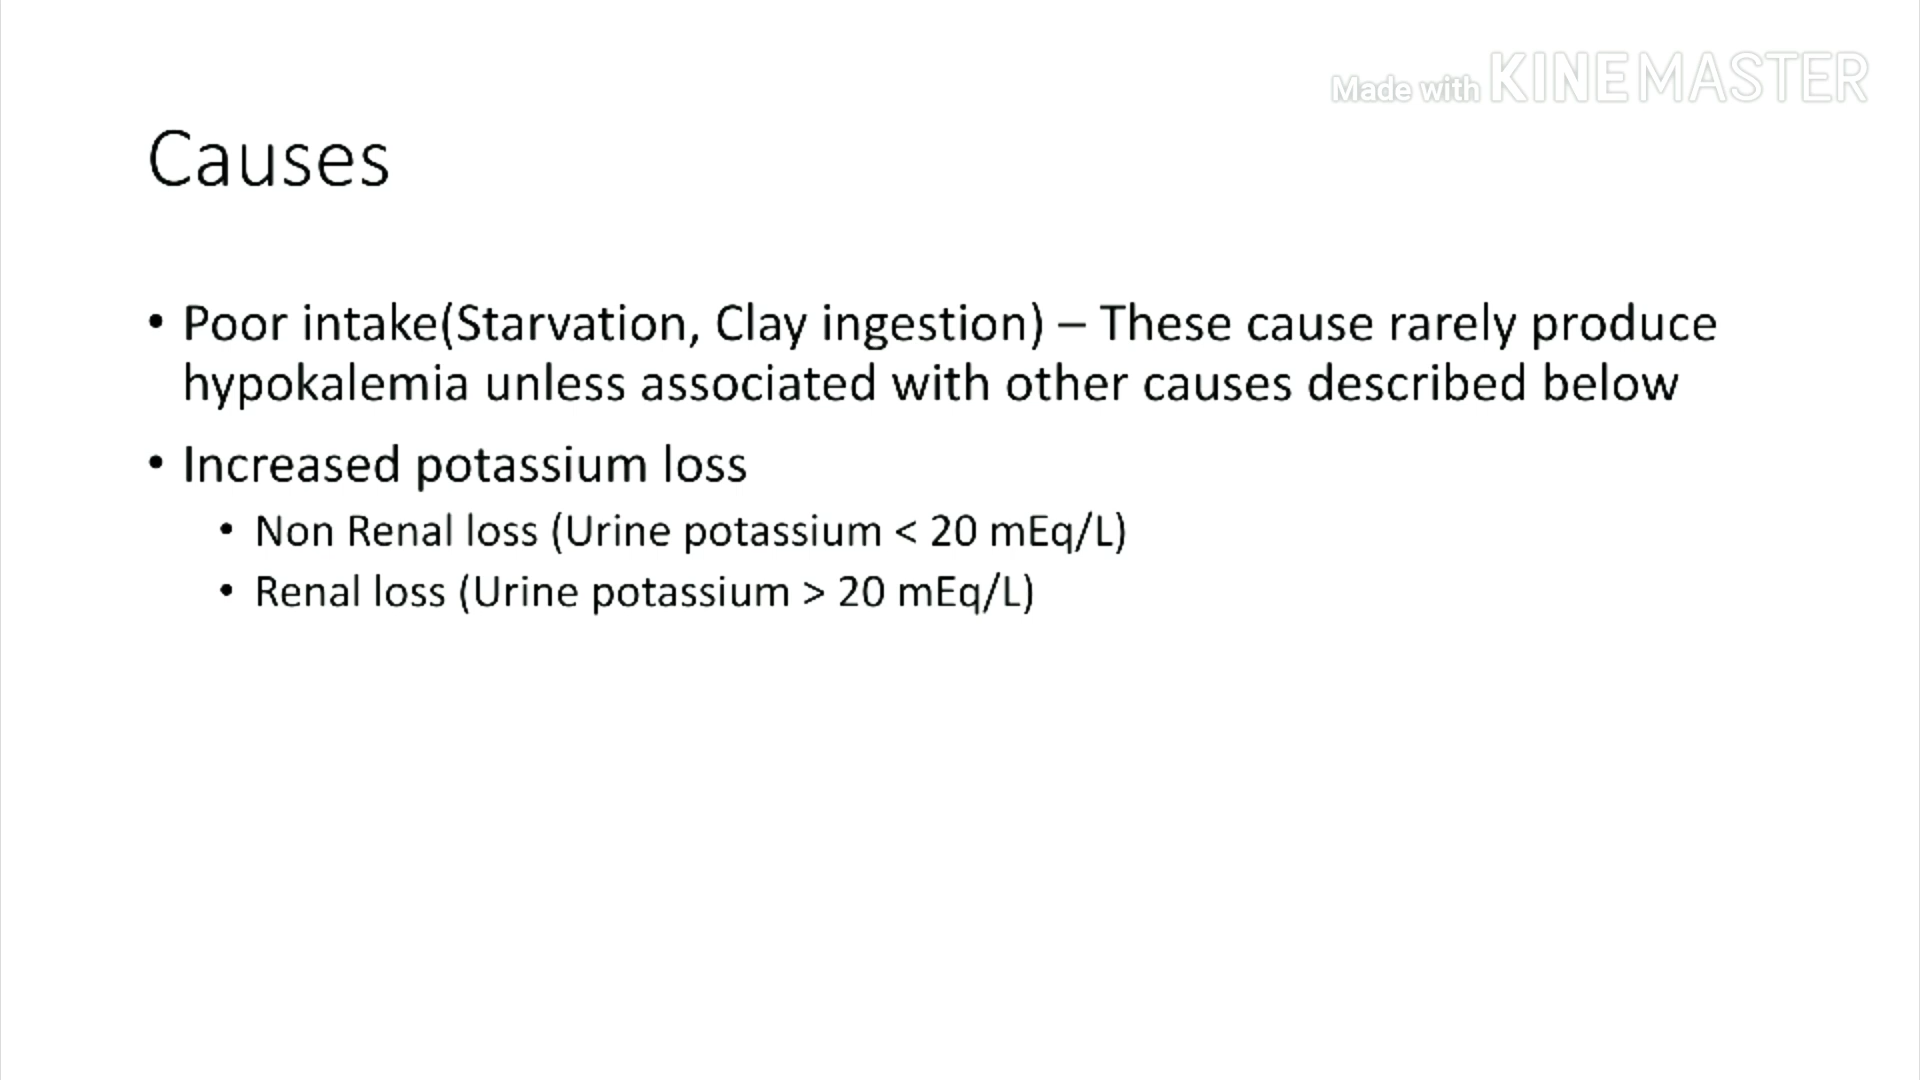 Made with KINEMASTER
Causes
• Poor intake(Starvation, Clay ingestion) – These cause rarely produce
hypokalemia unless associated with other causes described below
• Increased potassium loss
• Non Renal loss (Urine potassium < 20 mEq/L)
• Renal loss (Urine potassium > 20 mEq/L)